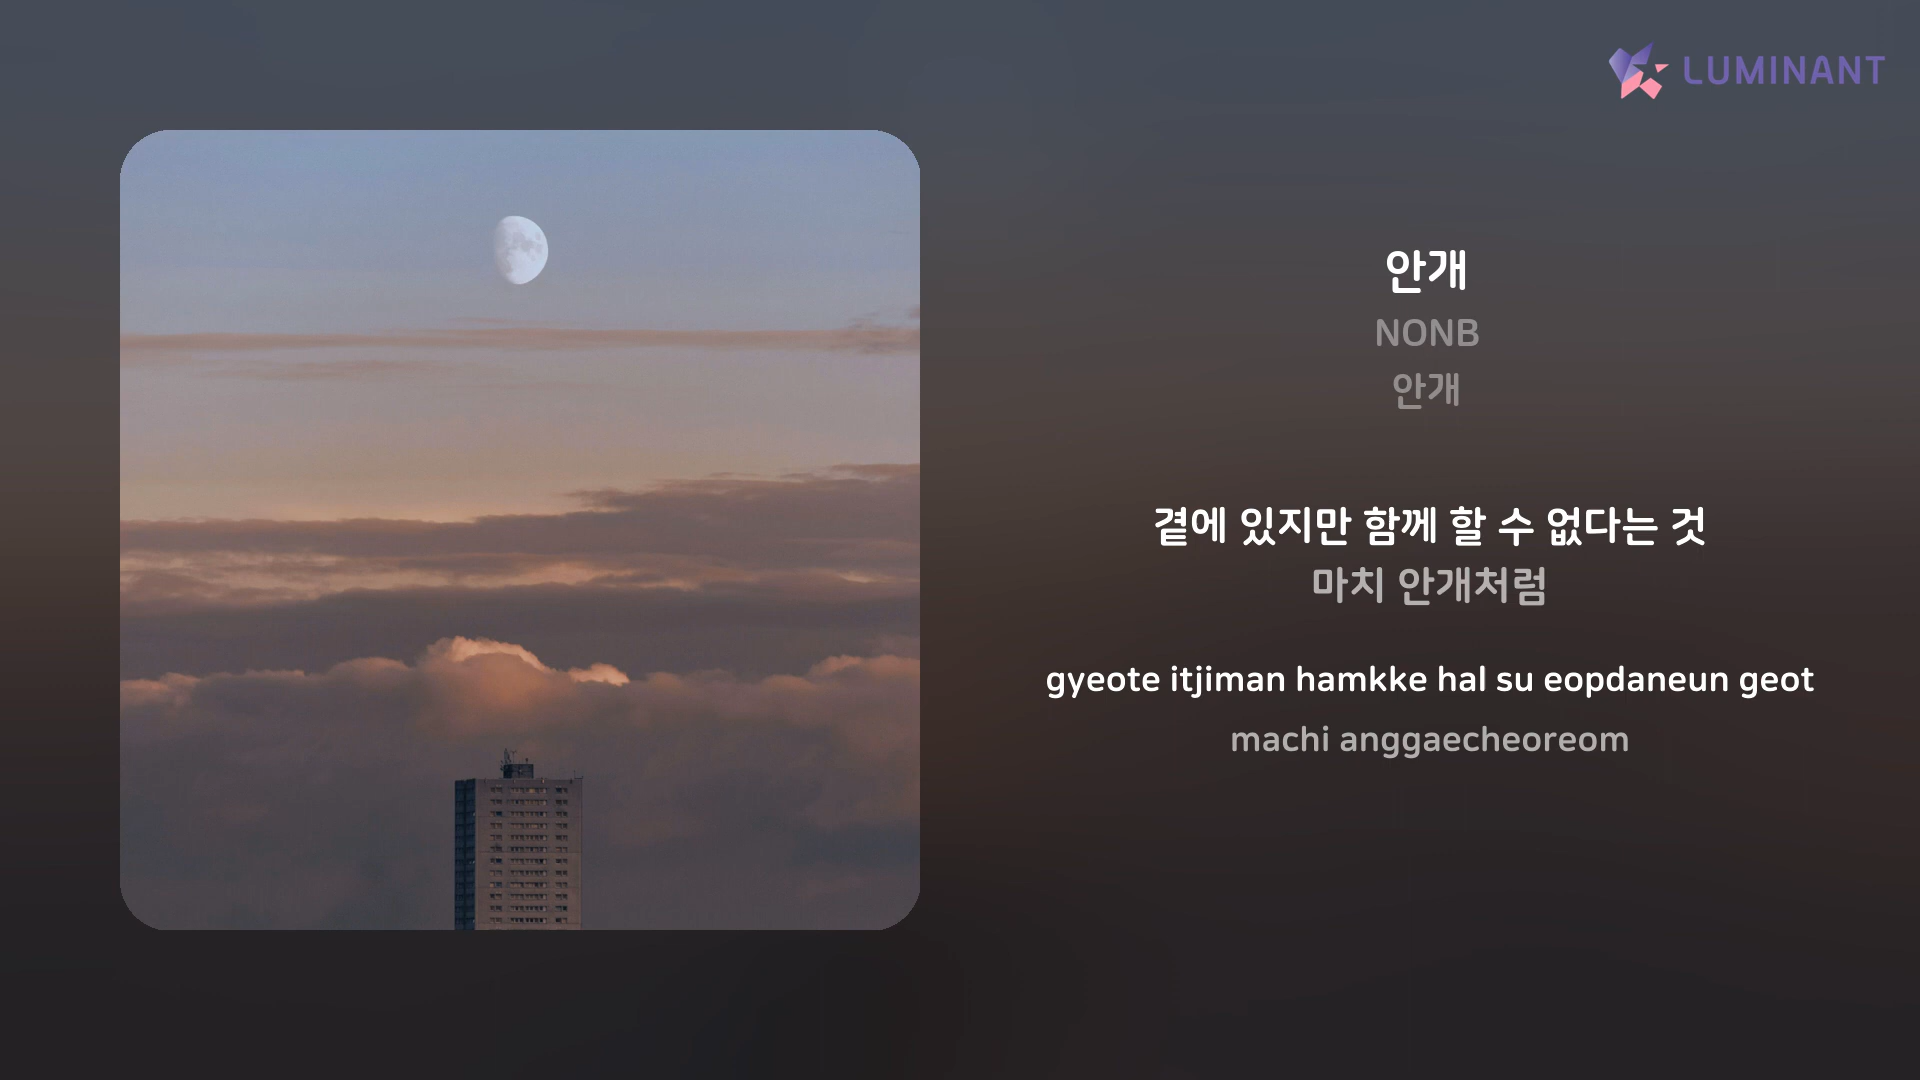 LUMINANT
안개
NONB
안개
곁에 있지만 함께 할 수 없다는 것
마치 안개처럼
gyeote itjiman hamkke hal su eopdaneun geot
machi anggaecheoreom